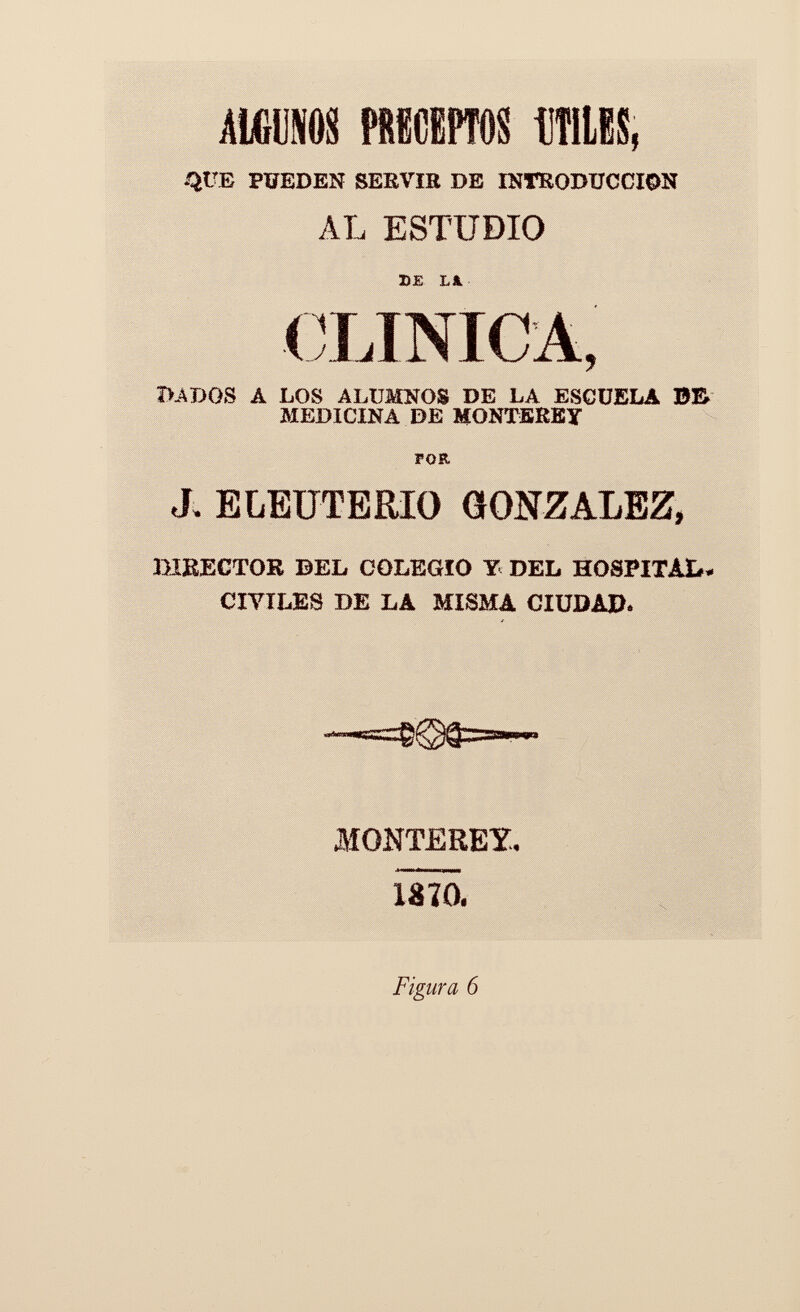 ALGUNOS PRECEPTOS UTILES,
QUE PUEDEN SERVIR DE INTRODUCCION
AL ESTUDIO
DE LA
CLINICA,
DADOS A LOS ALUMNOS DE LA ESCUELA DE
MEDICINA DE MONTEREY
POR
J. ELEUTERIO GONZALEZ,
DIRECTOR DEL COLEGIO Y DEL HOSPITAL
CIVILES DE LA MISMA CIUDAD.
MONTEREY.
1870.
Figura 6